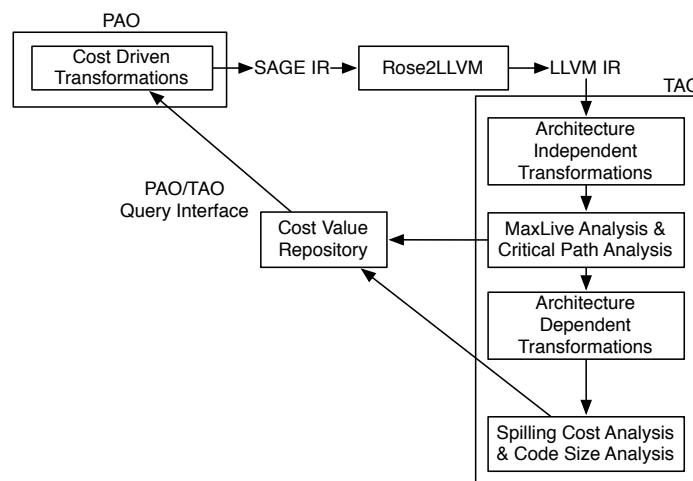 PAO
Cost Driven
Transformations
SAGE IR
Rose2LLVM
LLVM IR
TAO
Architecture
Independent
Transformations
PAO/TAO
Query Interface
Cost Value
Repository
MaxLive Analysis &
Critical Path Analysis
Architecture
Dependent
Transformations
Spilling Cost Analysis
& Code Size Analysis